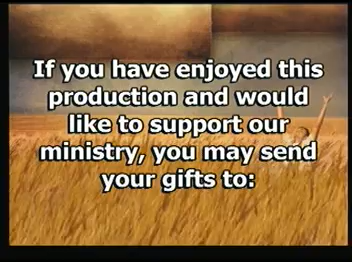 If you have enjoyed this
production and would
like to support our
ministry, you may send
your gifts to: